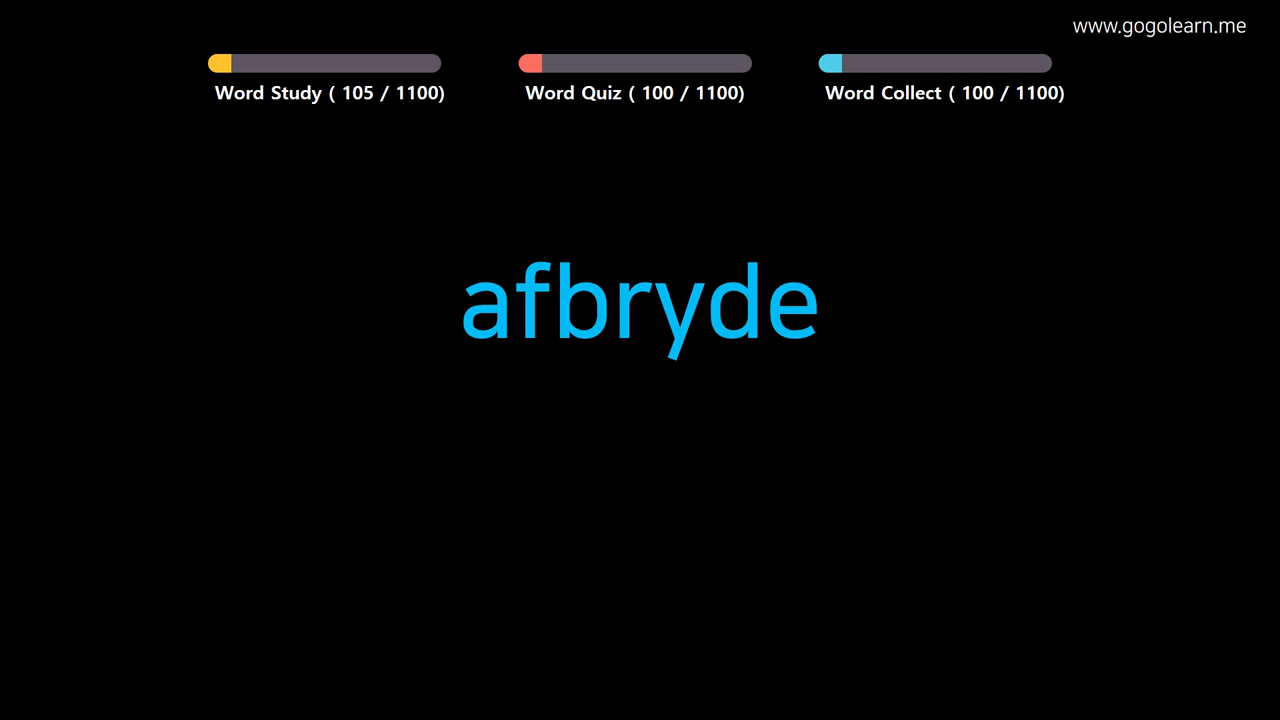 www.gogolearn.me
Word Study ( 105 / 1100)
Word Quiz ( 100 / 1100)
Word Collect ( 100 / 1100)
afbryde